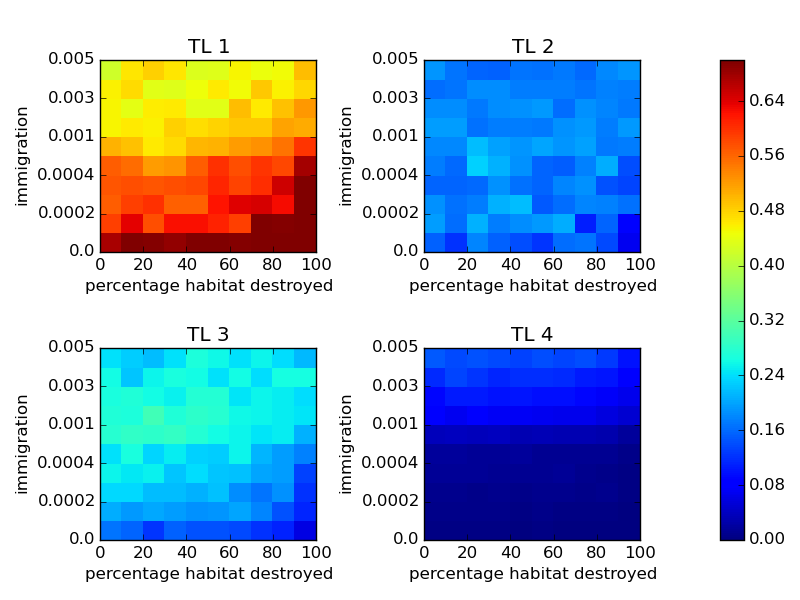 TL 1
immigration
0.005
0.003
0.001
0.0004
0.0002
0.0
0 20 40 60 80 100
percentage habitat destroyed
TL 2
immigration
0.005
0.003
0.001
0.0004
0.0002
0.0
0 20 40 60 80 100
percentage habitat destroyed
TL 3
immigration
0.005
0.003
0.001
0.0004
0.0002
0.0
0 20 40 60 80 100
percentage habitat destroyed
TL 4
immigration
0.005
0.003
0.001
0.0004
0.0002
0.0
0 20 40 60 80 100
percentage habitat destroyed
0.64
0.56
0.48
0.40
0.32
0.24
0.16
0.08
0.00